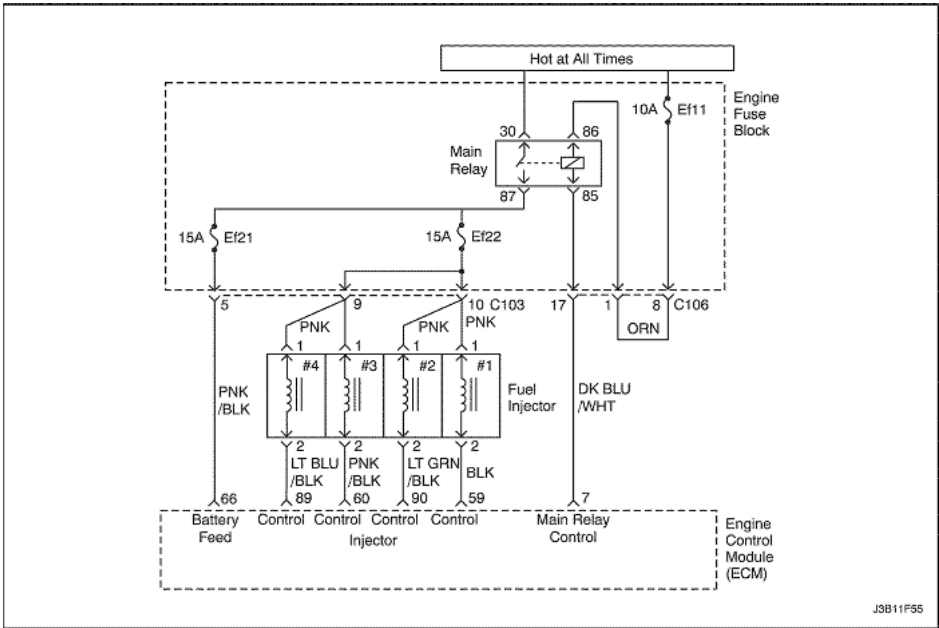 Hot at All Times
10A Ef11
Engine
Fuse
Block
30 86
Main
Relay
87 85
15A Ef21
15A Ef22
5 9 10 C103 17 1 8 C106
PNK PNK PNK ORN
1 1 1 1
#4 #3 #2 #1
Fuel
Injector
PNK
/BLK
DK BLU
/WHT
2 2 2 2
LT BLU
/BLK
PNK
/BLK
LT GRN
/BLK
BLK
66 89 60 90 59 7
Battery
Feed
Control Control Control Control
Injector
Main Relay
Control
Engine
Control
Module
(ECM)
J3B11F55